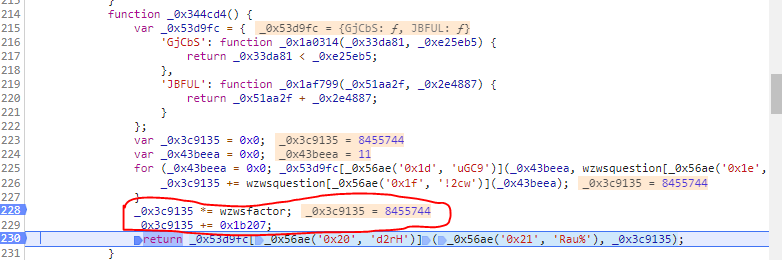 214
215 function _0x344cd4() {
216 var _0x53d9fc = { _0x53d9fc = {GjCbS: ƒ, JBFUL: ƒ}
217 'GjCbS': function _0x1a0314(_0x33da81, _0xe25eb5) {
218 return _0x33da81 < _0xe25eb5;
219 },
220 'JBFUL': function _0x1af799(_0x51aa2f, _0x2e4887) {
221 return _0x51aa2f + _0x2e4887;
222 }
};
223 var _0x3c9135 = 0x0; _0x3c9135 = 8455744
224 var _0x43beea = 0x0; _0x43beea = 11
225 for (_0x43beea = 0x0; _0x53d9fc[_0x56ae('0x1d', 'uGC9')](_0x43beea, wzwsquestion[_0x56ae('0x1e',
226 _0x3c9135 += wzwsquestion[_0x56ae('0x1f', '!2cw')](_0x43beea); _0x3c9135 = 8455744
227 }
228 _0x3c9135 *= wzwsfactor; _0x3c9135 = 8455744
229 _0x3c9135 += 0x1b207;
230 return _0x53d9fc[_0x56ae('0x20', 'd2rH')](_0x56ae('0x21', 'Rau%'), _0x3c9135);
231 }